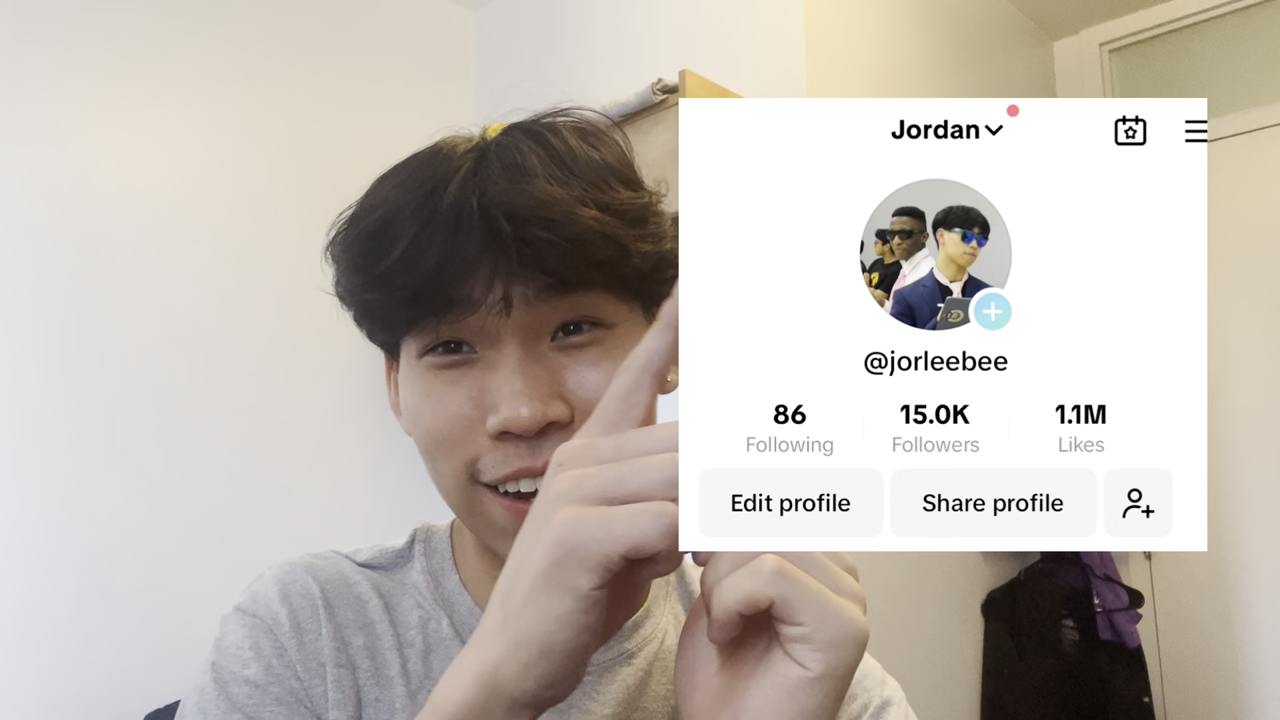 Jordan
@jorleebee
86 15.0K 1.1M
Following Followers Likes
Edit profile Share profile